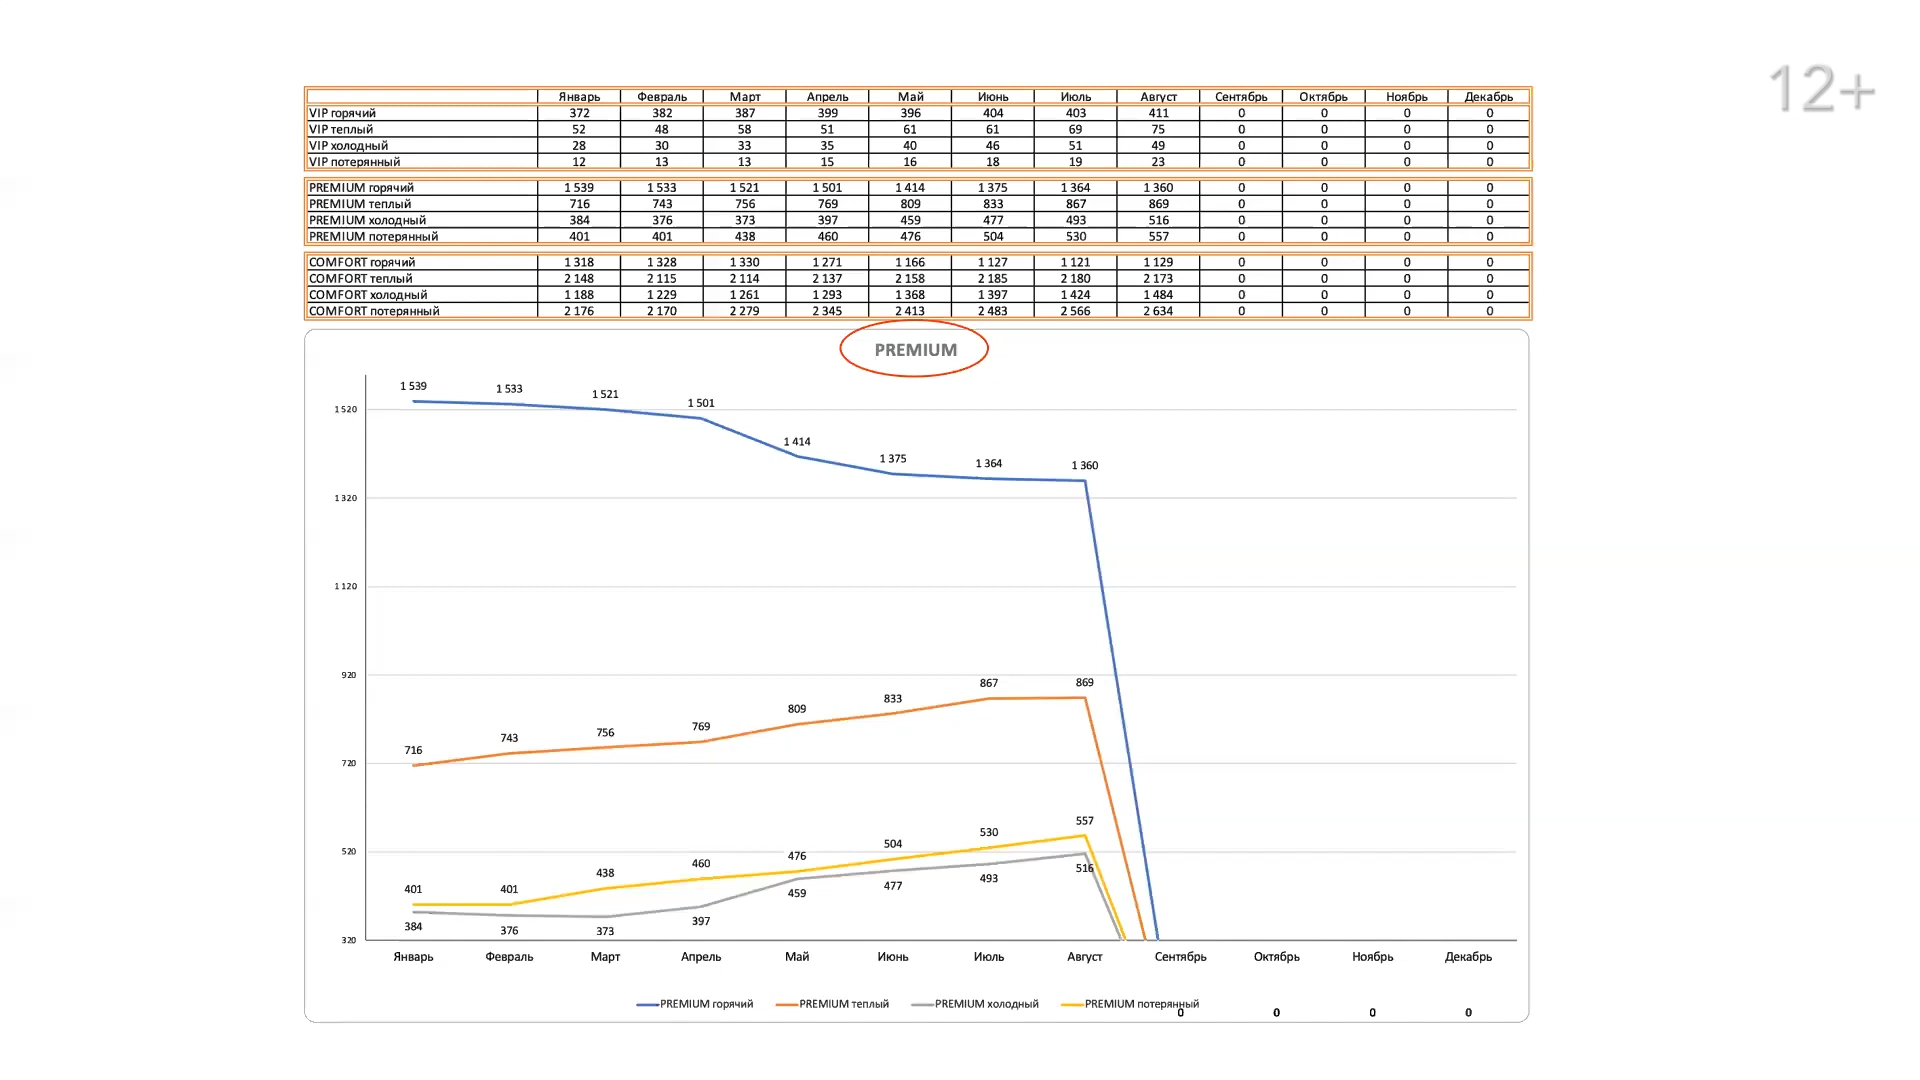 12+
Январь Февраль Март Апрель Май Июнь Июль Август Сентябрь Октябрь Ноябрь Декабрь
VIP горячий 372 382 387 399 396 404 403 411 0 0 0 0
VIP теплый 52 48 58 51 61 61 69 75 0 0 0 0
VIP холодный 28 30 33 35 40 46 51 49 0 0 0 0
VIP потерянный 12 13 13 15 16 18 19 23 0 0 0 0
PREMIUM горячий 1 539 1 533 1 521 1 501 1 414 1 375 1 364 1 360 0 0 0 0
PREMIUM теплый 716 743 756 769 809 833 867 869 0 0 0 0
PREMIUM холодный 384 376 373 397 459 477 493 516 0 0 0 0
PREMIUM потерянный 401 401 438 460 476 504 530 557 0 0 0 0
COMFORT горячий 1 318 1 328 1 330 1 271 1 166 1 127 1 121 1 129 0 0 0 0
COMFORT теплый 2 148 2 115 2 114 2 137 2 158 2 185 2 180 2 173 0 0 0 0
COMFORT холодный 1 188 1 229 1 261 1 293 1 368 1 397 1 424 1 484 0 0 0 0
COMFORT потерянный 2 176 2 170 2 279 2 345 2 413 2 483 2 566 2 634 0 0 0 0
PREMIUM
1 539 1 533 1 521 1 501 1 414 1 375 1 364 1 360
1 520
1 320
1 120
920
716 743 756 769 809 833 867 869
720
401 401 438 460 476 504 530 557
520
384 376 373 397 459 477 493 516
320
Январь Февраль Март Апрель Май Июнь Июль Август Сентябрь Октябрь Ноябрь Декабрь
PREMIUM горячий PREMIUM теплый PREMIUM холодный PREMIUM потерянный
0 0 0 0